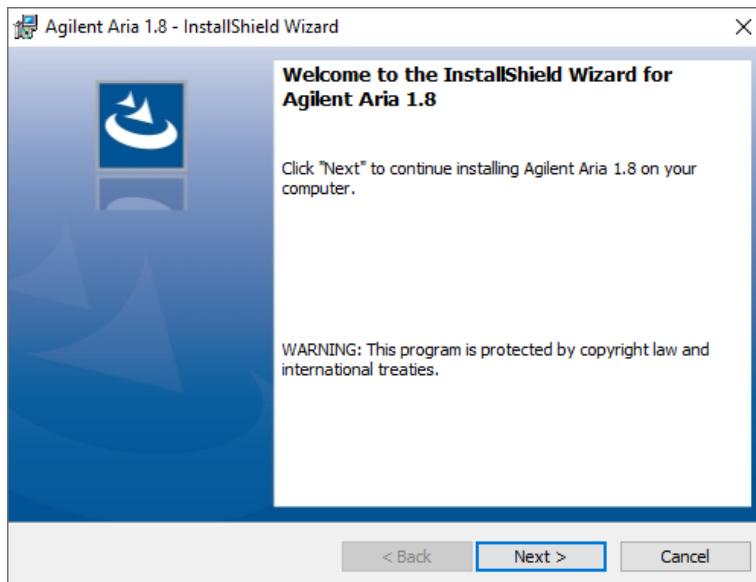 Agilent Aria 1.8 - InstallShield Wizard
Welcome to the InstallShield Wizard for
Agilent Aria 1.8
Click "Next" to continue installing Agilent Aria 1.8 on your
computer.
WARNING: This program is protected by copyright law and
international treaties.
< Back
Next >
Cancel